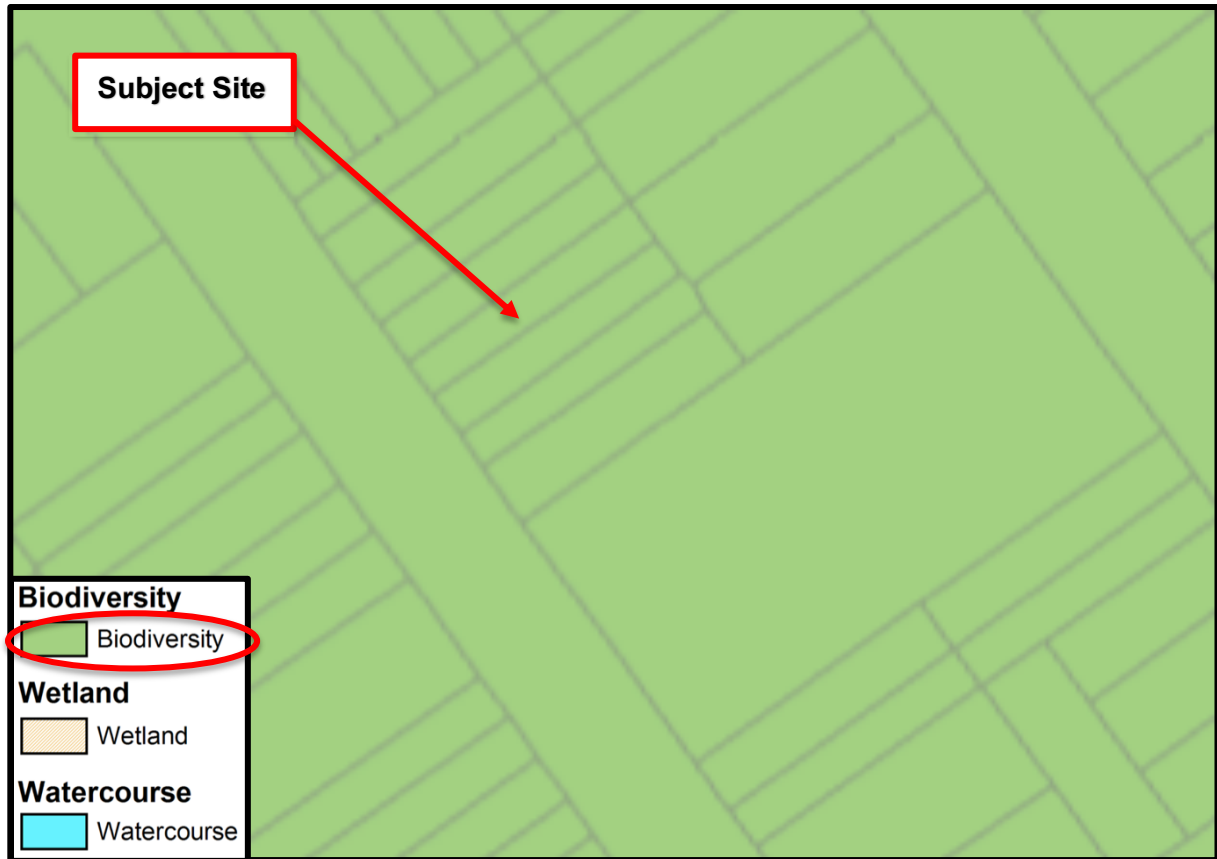 Subject Site
Biodiversity
Biodiversity
Wetland
Wetland
Watercourse
Watercourse